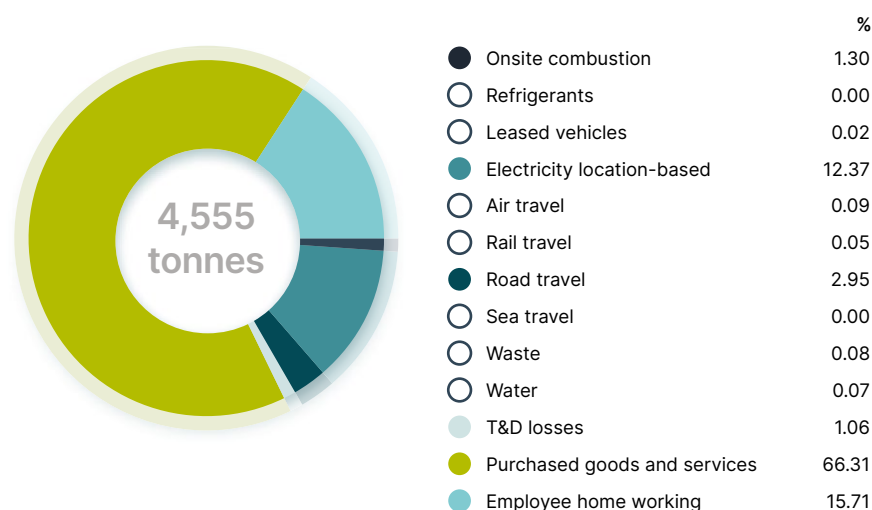 4,555
tonnes
%
Onsite combustion 1.30
Refrigerants 0.00
Leased vehicles 0.02
Electricity location-based 12.37
Air travel 0.09
Rail travel 0.05
Road travel 2.95
Sea travel 0.00
Waste 0.08
Water 0.07
T&D losses 1.06
Purchased goods and services 66.31
Employee home working 15.71